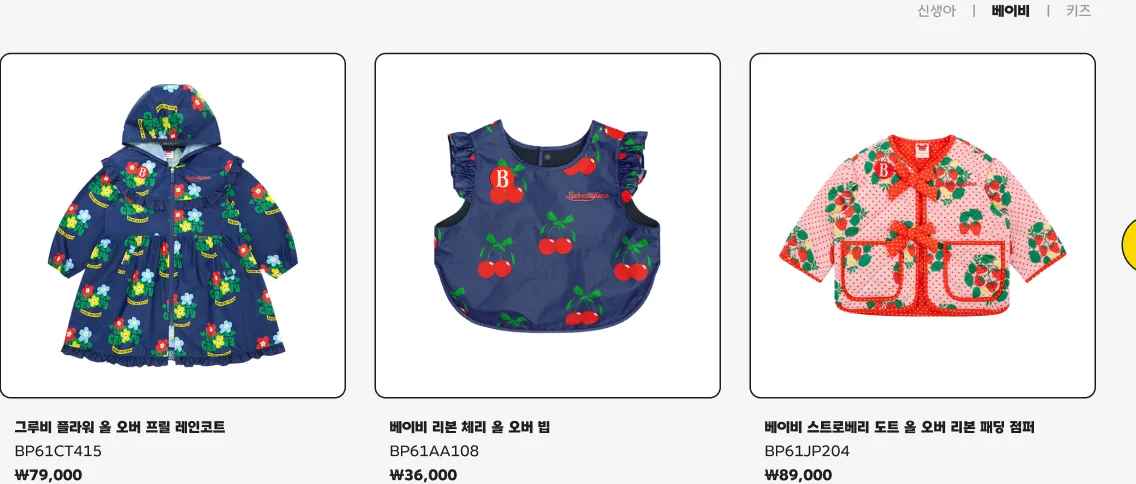 신생아 | 베이비 | 키즈
B
Bebedepino
B
그루비 플라워 올 오버 프릴 레인코트
BP61CT415
₩79,000
베이비 리본 체리 올 오버 빕
BP61AA108
₩36,000
베이비 스트로베리 도트 올 오버 리본 패딩 점퍼
BP61JP204
₩89,000